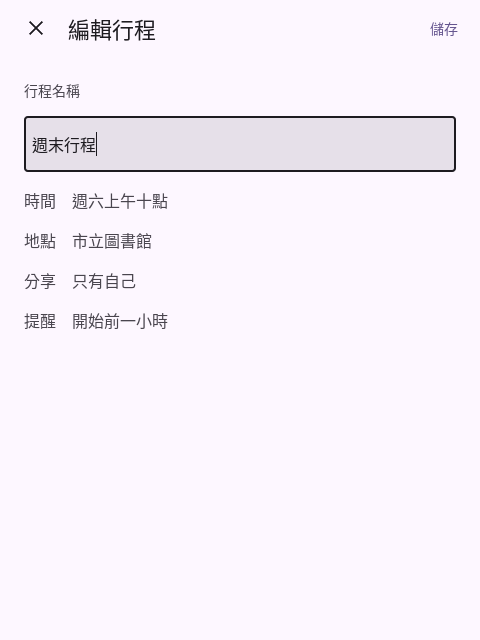 編輯行程
儲存
行程名稱
週末行程
時間 週六上午十點
地點 市立圖書館
分享 只有自己
提醒 開始前一小時